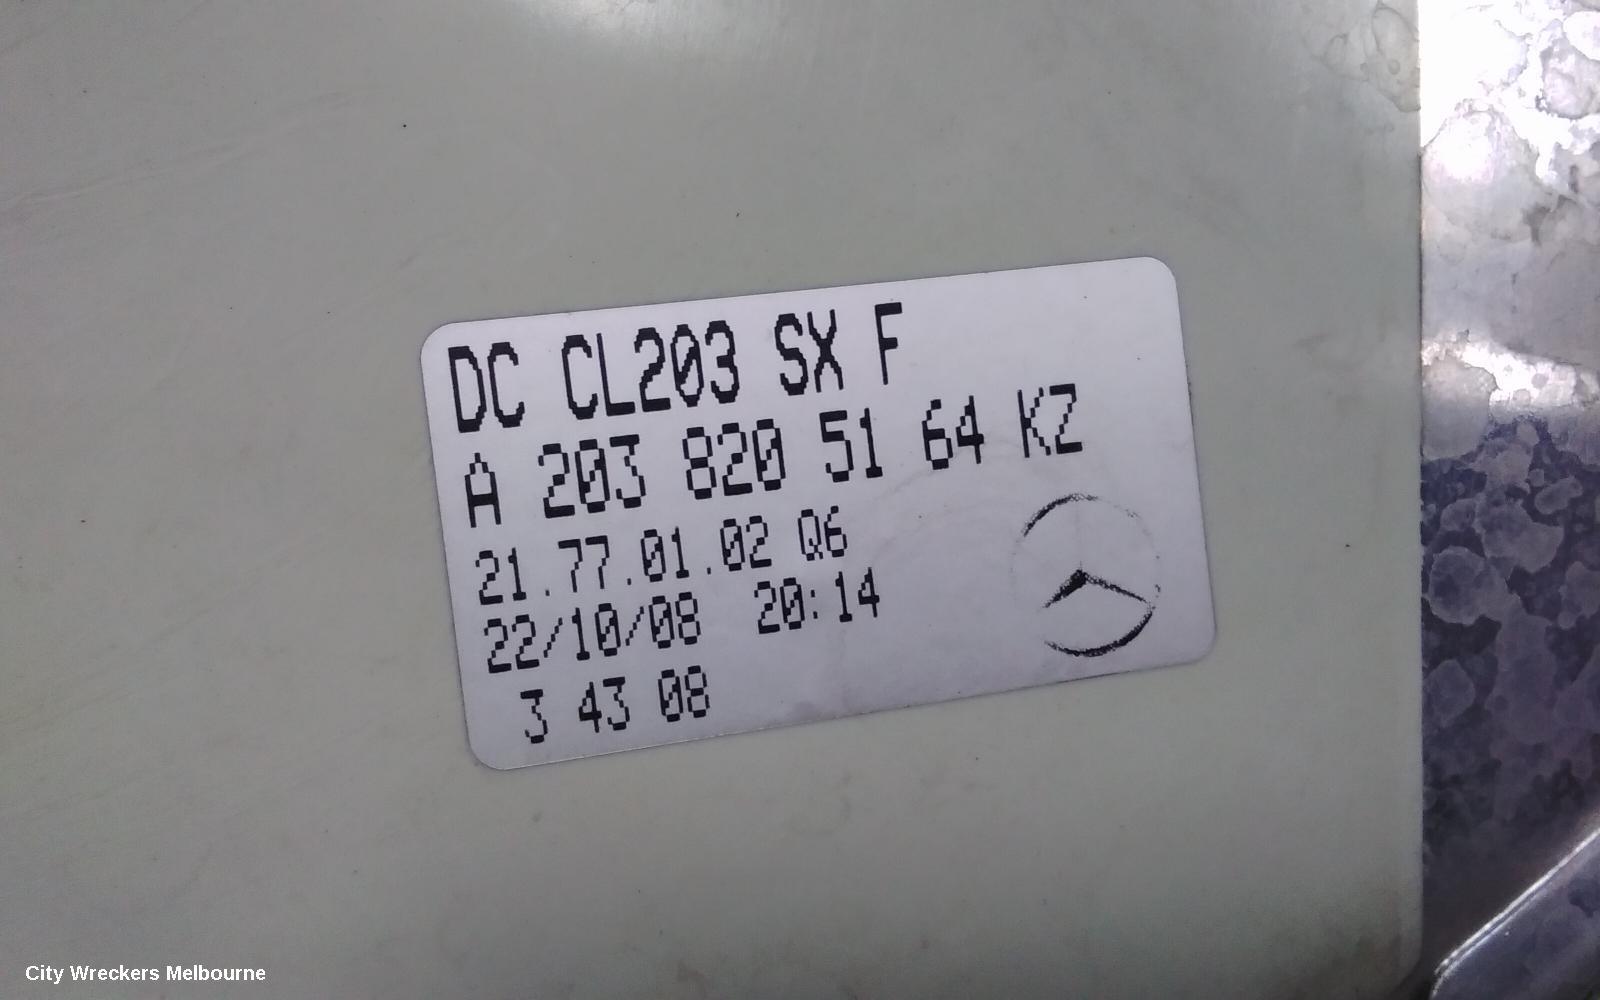 DC CL203 SX F
A 203 820 51 64 KZ
21.77.01.02 Q6
22/10/08 20:14
3 43 08
City Wreckers Melbourne